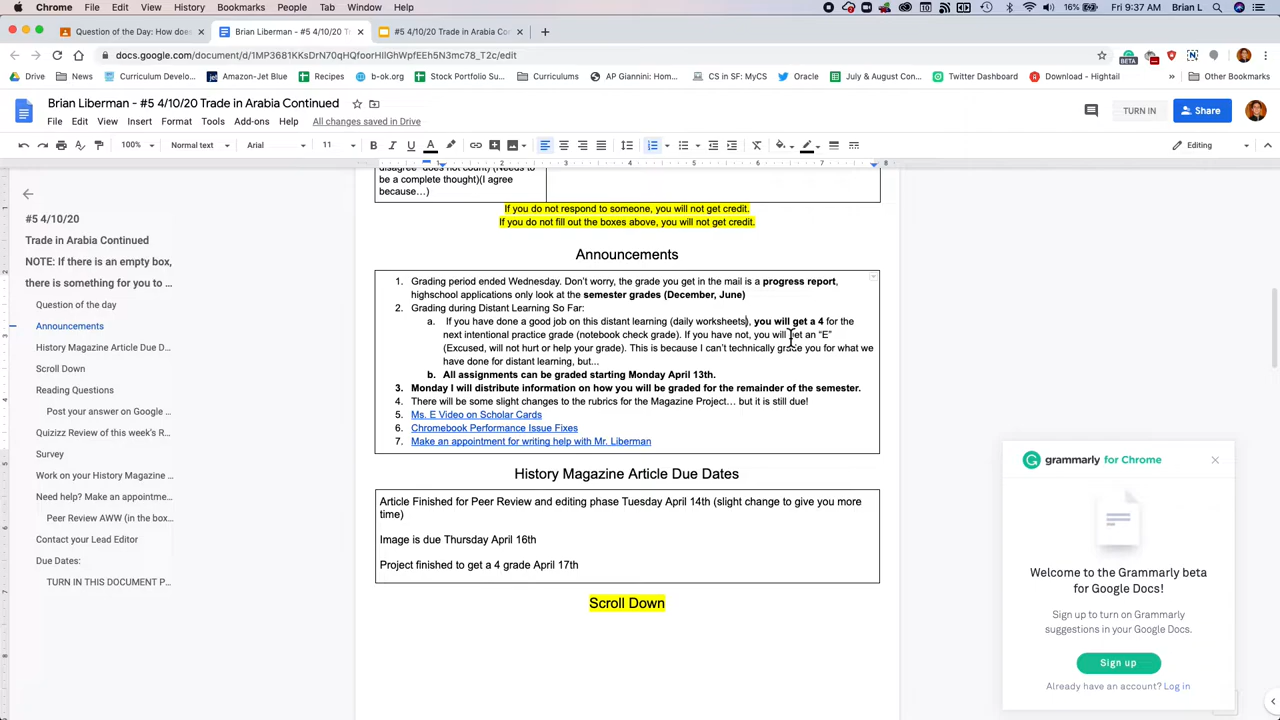 Chrome File Edit View History Bookmarks People Tab Window Help 16% Fri 9:37 AM Brian L
Question of the Day: How does Brian Liberman - #5 4/10/20 Tr #5 4/10/20 Trade in Arabia Co
docs.google.com/document/d/1MP3681KKsDrN70qHQfoorHIlGhWpfEEh5N3mc78_T2c/edit BETA
Drive News Curriculum Develo... Amazon-Jet Blue Recipes b-ok.org Stock Portfolio Su... Curriculums AP Giannini: Hom... CS in SF: MyCS Oracle July & August Con... Twitter Dashboard Download - Hightail » Other Bookmarks
Brian Liberman - #5 4/10/20 Trade in Arabia Continued
File Edit View Insert Format Tools Add-ons Help All changes saved in Drive
TURN IN Share
100% Normal text Arial 11 B I U A Editing
1 1 2 3 4 5 6 7 8
#5 4/10/20
Trade in Arabia Continued
NOTE: If there is an empty box,
there is something for you to ...
Question of the day
Announcements
History Magazine Article Due D...
Scroll Down
Reading Questions
Post your answer on Google ...
Quizizz Review of this week's R...
Survey
Work on your History Magazine ...
Need help? Make an appointme...
Peer Review AWW (in the box...
Contact your Lead Editor
Due Dates:
TURN IN THIS DOCUMENT P...
disagree" does not count) (Needs to
be a complete thought)(I agree
because…)
If you do not respond to someone, you will not get credit.
If you do not fill out the boxes above, you will not get credit.
Announcements
1. Grading period ended Wednesday. Don't worry, the grade you get in the mail is a progress report,
highschool applications only look at the semester grades (December, June)
2. Grading during Distant Learning So Far:
a. If you have done a good job on this distant learning (daily worksheets), you will get a 4 for the
next intentional practice grade (notebook check grade). If you have not, you will get an "E"
(Excused, will not hurt or help your grade). This is because I can't technically grade you for what we
have done for distant learning, but...
b. All assignments can be graded starting Monday April 13th.
3. Monday I will distribute information on how you will be graded for the remainder of the semester.
4. There will be some slight changes to the rubrics for the Magazine Project… but it is still due!
5. Ms. E Video on Scholar Cards
6. Chromebook Performance Issue Fixes
7. Make an appointment for writing help with Mr. Liberman
History Magazine Article Due Dates
Article Finished for Peer Review and editing phase Tuesday April 14th (slight change to give you more
time)
Image is due Thursday April 16th
Project finished to get a 4 grade April 17th
Scroll Down
grammarly for Chrome
Welcome to the Grammarly beta
for Google Docs!
Sign up to turn on Grammarly
suggestions in your Google Docs.
Sign up
Already have an account? Log in